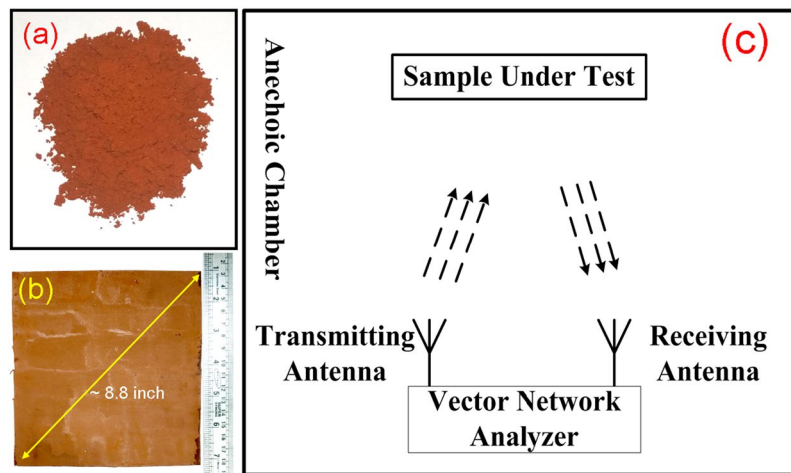 (a)
(b)
~ 8.8 inch
(c)
Anechoic Chamber
Sample Under Test
Transmitting
Antenna
Receiving
Antenna
Vector Network
Analyzer